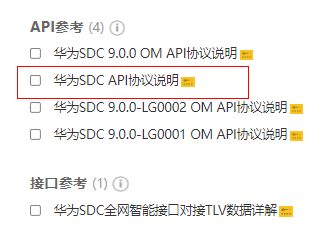 API参考 (4)
华为SDC 9.0.0 OM API协议说明
华为SDC API协议说明
华为SDC 9.0.0-LG0002 OM API协议说明
华为SDC 9.0.0-LG0001 OM API协议说明
接口参考 (1)
华为SDC全网智能接口对接TLV数据详解